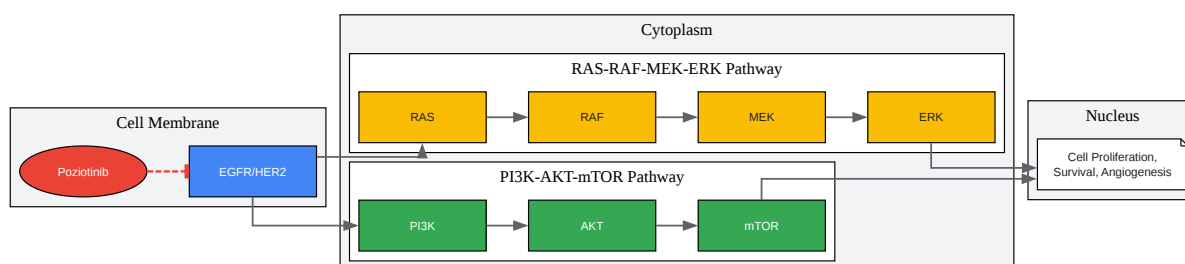 Cytoplasm
RAS-RAF-MEK-ERK Pathway
RAS
RAF
MEK
ERK
Cell Membrane
Poziotinib
EGFR/HER2
Nucleus
Cell Proliferation,
Survival, Angiogenesis
PI3K-AKT-mTOR Pathway
PI3K
AKT
mTOR